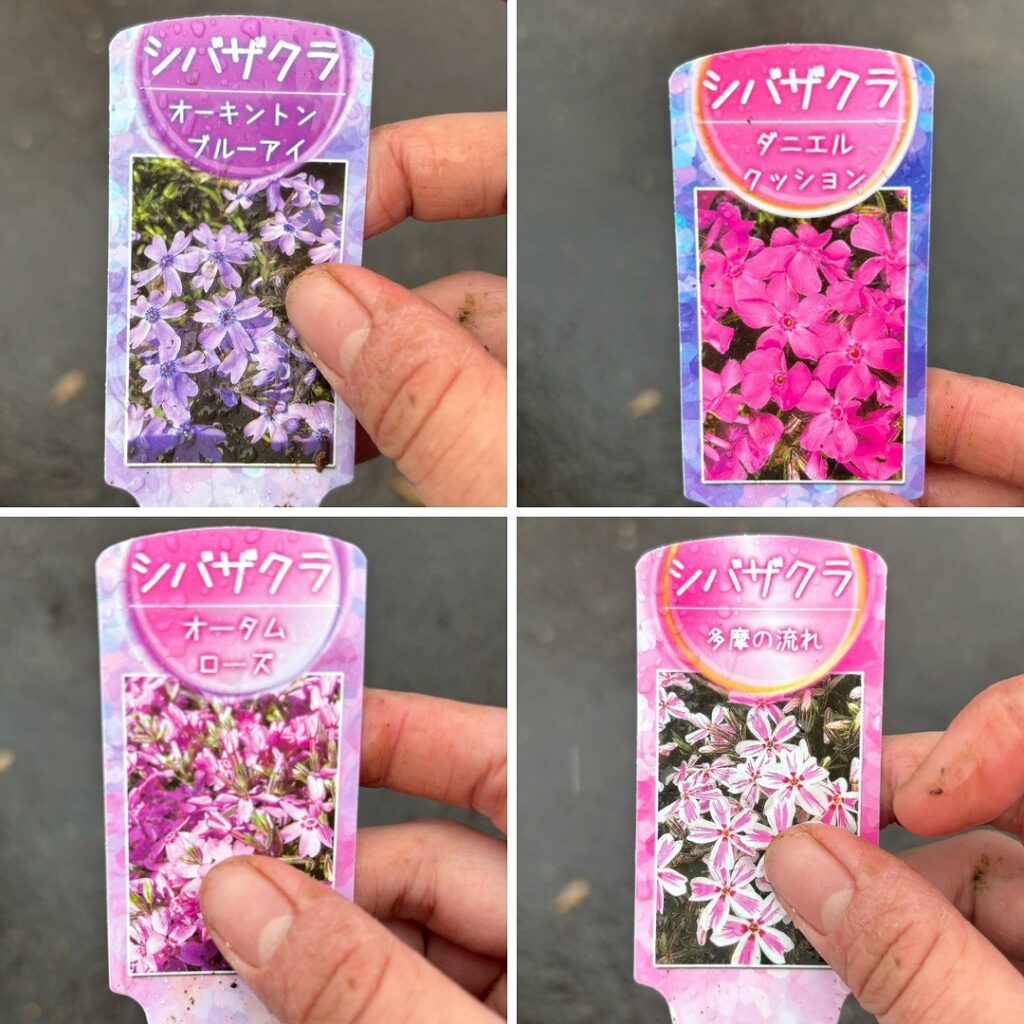 シバザクラ
オーキントン
ブルーアイ
シバザクラ
ダニエル
クッション
シバザクラ
オータム
ローズ
シバザクラ
多摩の流れ